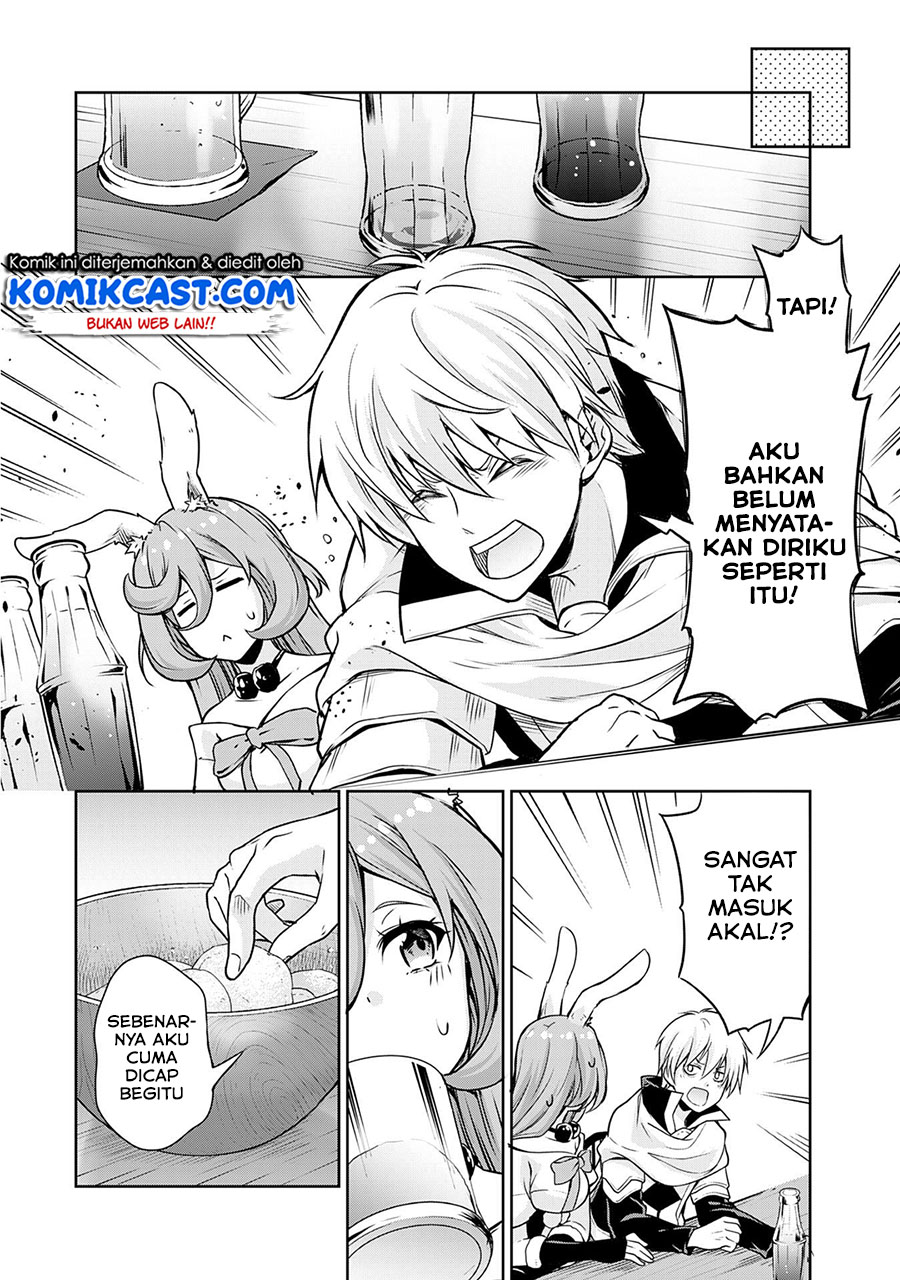 Komik ini diterjemahkan & diedit oleh
KOMIKCAST.COM
BUKAN WEB LAIN!!
TAPI!
AKU
BAHKAN
BELUM
MENYATA-
KAN DIRIKU
SEPERTI
ITU!
SANGAT
TAK
MASUK
AKAL!?
SEBENAR-
NYA AKU
CUMA
DICAP
BEGITU